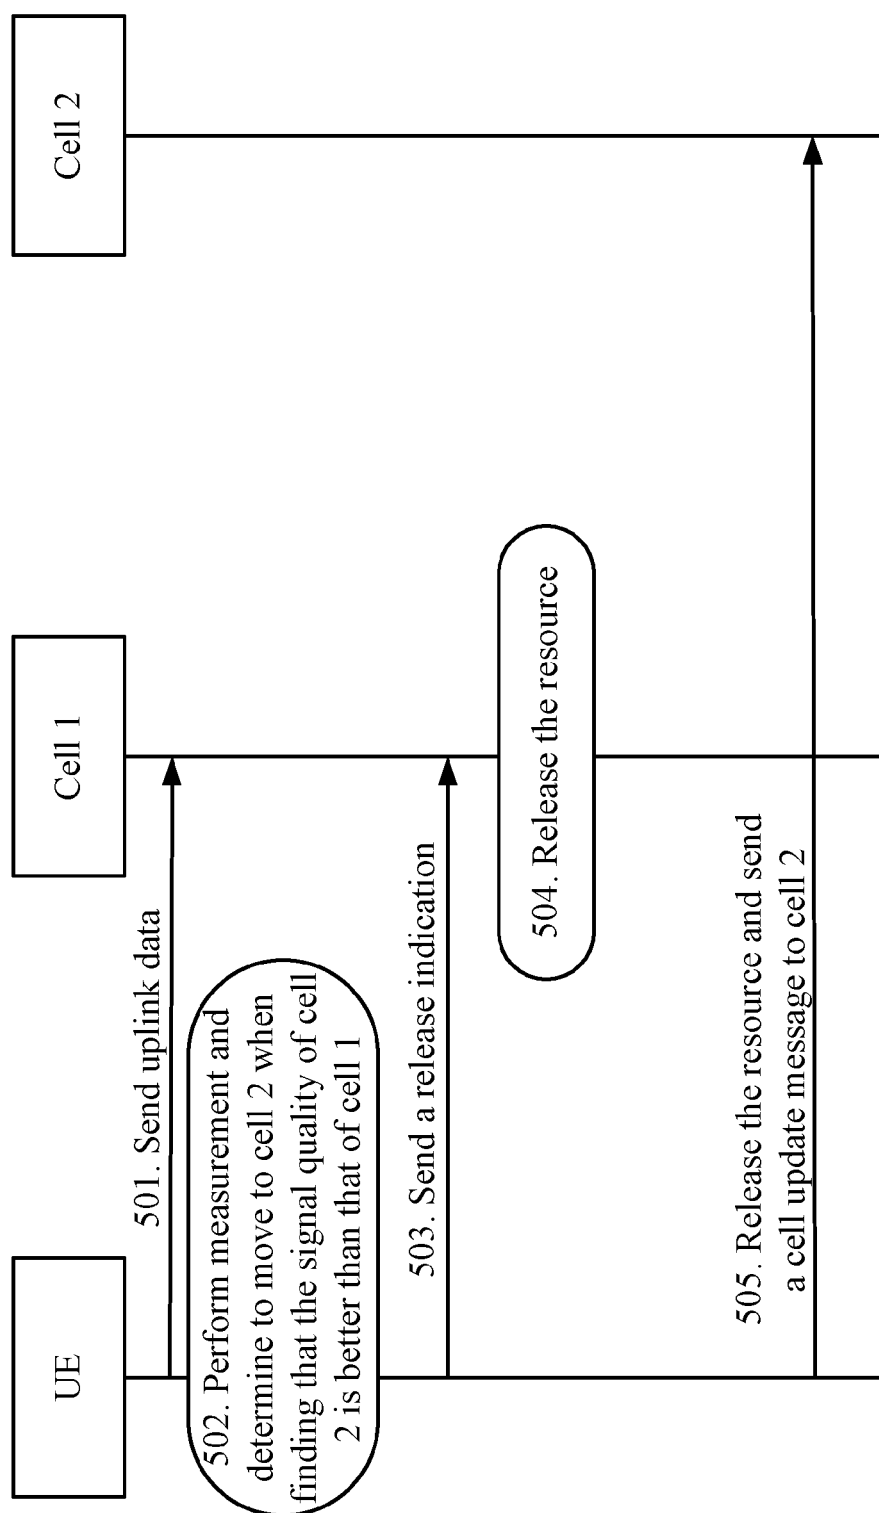 UE
Cell 1
Cell 2
501. Send uplink data
502. Perform measurement and
determine to move to cell 2 when
finding that the signal quality of cell
2 is better than that of cell 1
503. Send a release indication
504. Release the resource
505. Release the resource and send
a cell update message to cell 2